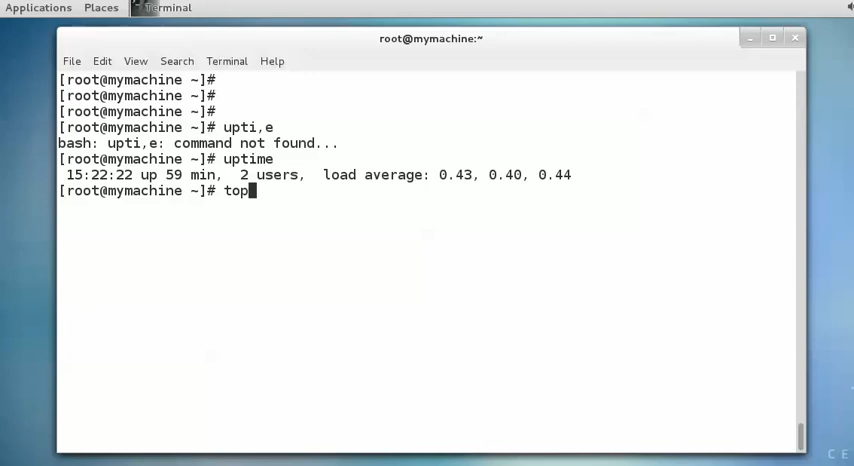 Applications Places Terminal
root@mymachine:~
File Edit View Search Terminal Help
[root@mymachine ~]#
[root@mymachine ~]#
[root@mymachine ~]#
[root@mymachine ~]# upti,e
bash: upti,e: command not found...
[root@mymachine ~]# uptime
 15:22:22 up 59 min,  2 users,  load average: 0.43, 0.40, 0.44
[root@mymachine ~]# top
C E